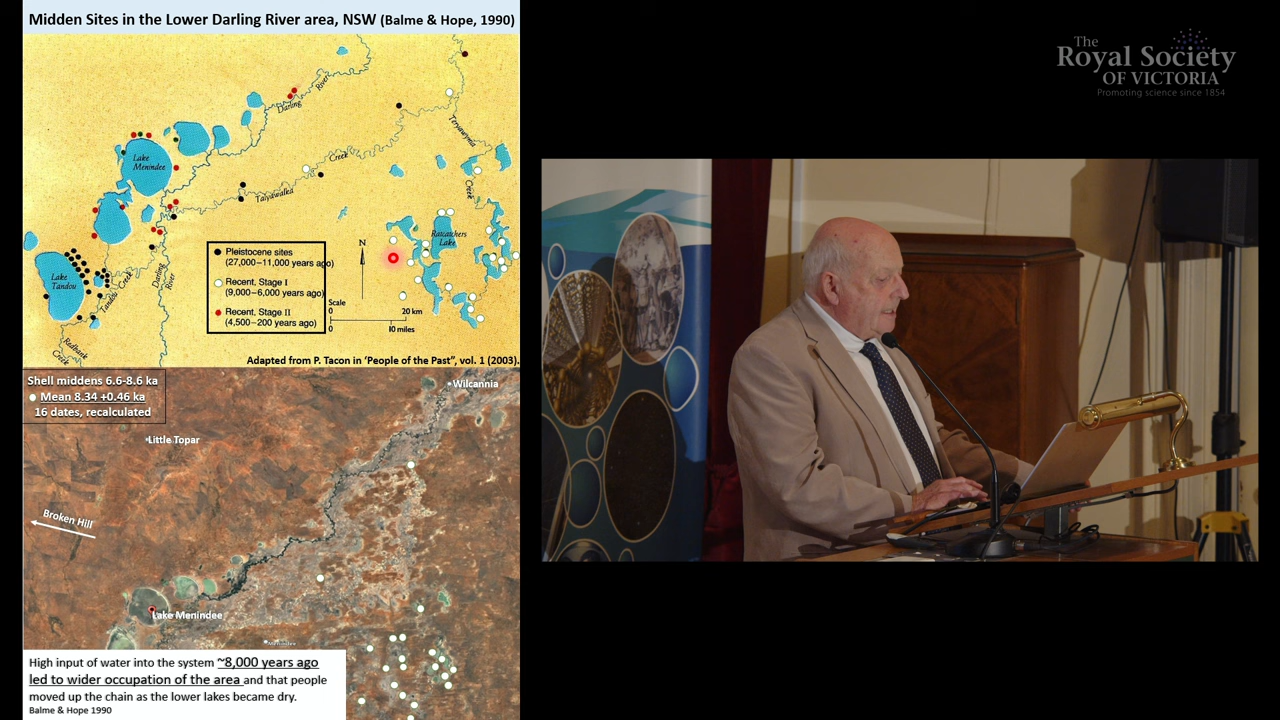 Midden Sites in the Lower Darling River area, NSW (Balme & Hope, 1990)
The
Royal Society
OF VICTORIA
Promoting science since 1854
Darling
River
Teryawynia
Creek
Lake
Menindee
Creek
Talyawalka
Ratcatchers
Lake
Lake
Tandou
Tandou
Creek
Darling
River
Redbank
Creek
N
Pleistocene sites
(27,000–11,000 years ago)
Recent, Stage I
(9,000–6,000 years ago)
Recent, Stage II
(4,500–200 years ago)
Scale
0 20 km
0 10 miles
Adapted from P. Tacon in 'People of the Past", vol. 1 (2003).
Shell middens 6.6-8.6 ka
Mean 8.34 +0.46 ka
16 dates, recalculated
Wilcannia
Little Topar
Broken Hill
Lake Menindee
High input of water into the system ~8,000 years ago
led to wider occupation of the area and that people
moved up the chain as the lower lakes became dry.
Balme & Hope 1990